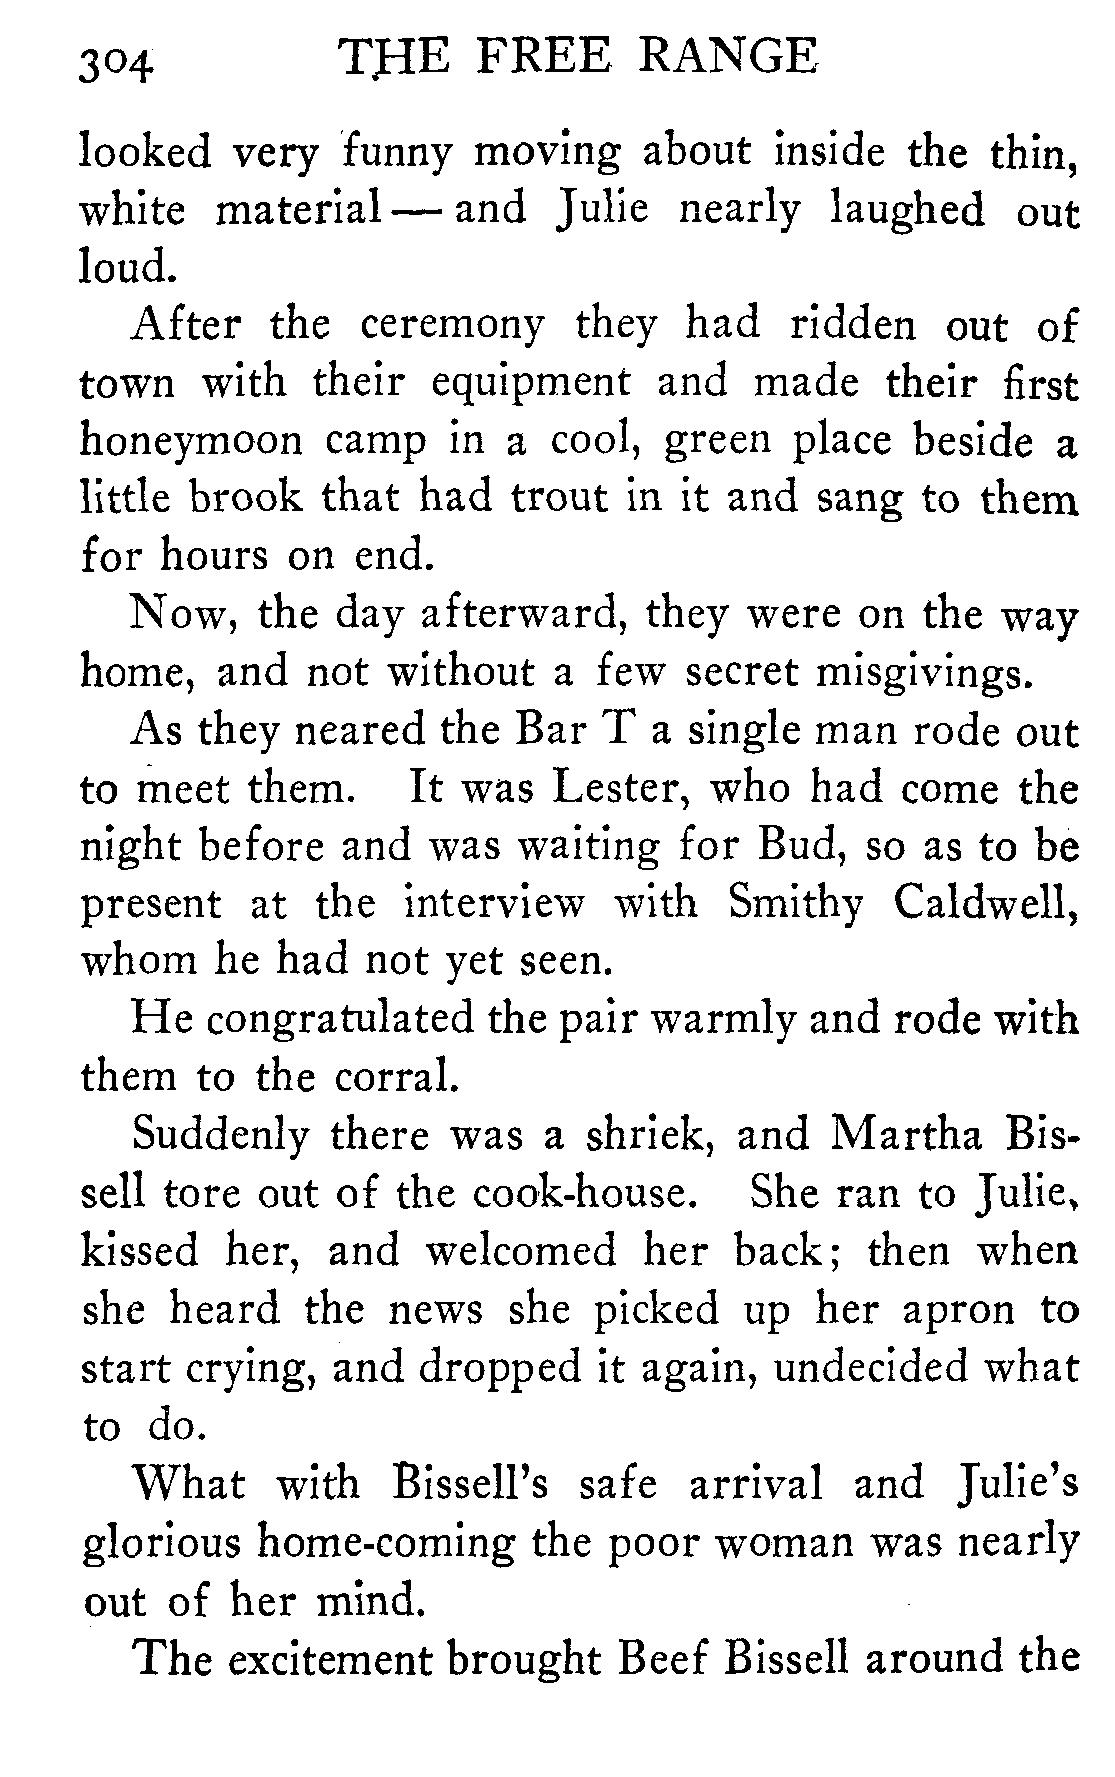 304 THE FREE RANGE
looked very funny moving about inside the thin,
white material — and Julie nearly laughed out
loud.
After the ceremony they had ridden out of
town with their equipment and made their first
honeymoon camp in a cool, green place beside a
little brook that had trout in it and sang to them
for hours on end.
Now, the day afterward, they were on the way
home, and not without a few secret misgivings.
As they neared the Bar T a single man rode out
to meet them. It was Lester, who had come the
night before and was waiting for Bud, so as to be
present at the interview with Smithy Caldwell,
whom he had not yet seen.
He congratulated the pair warmly and rode with
them to the corral.
Suddenly there was a shriek, and Martha Bis-
sell tore out of the cook-house. She ran to Julie,
kissed her, and welcomed her back; then when
she heard the news she picked up her apron to
start crying, and dropped it again, undecided what
to do.
What with Bissell's safe arrival and Julie's
glorious home-coming the poor woman was nearly
out of her mind.
The excitement brought Beef Bissell around the